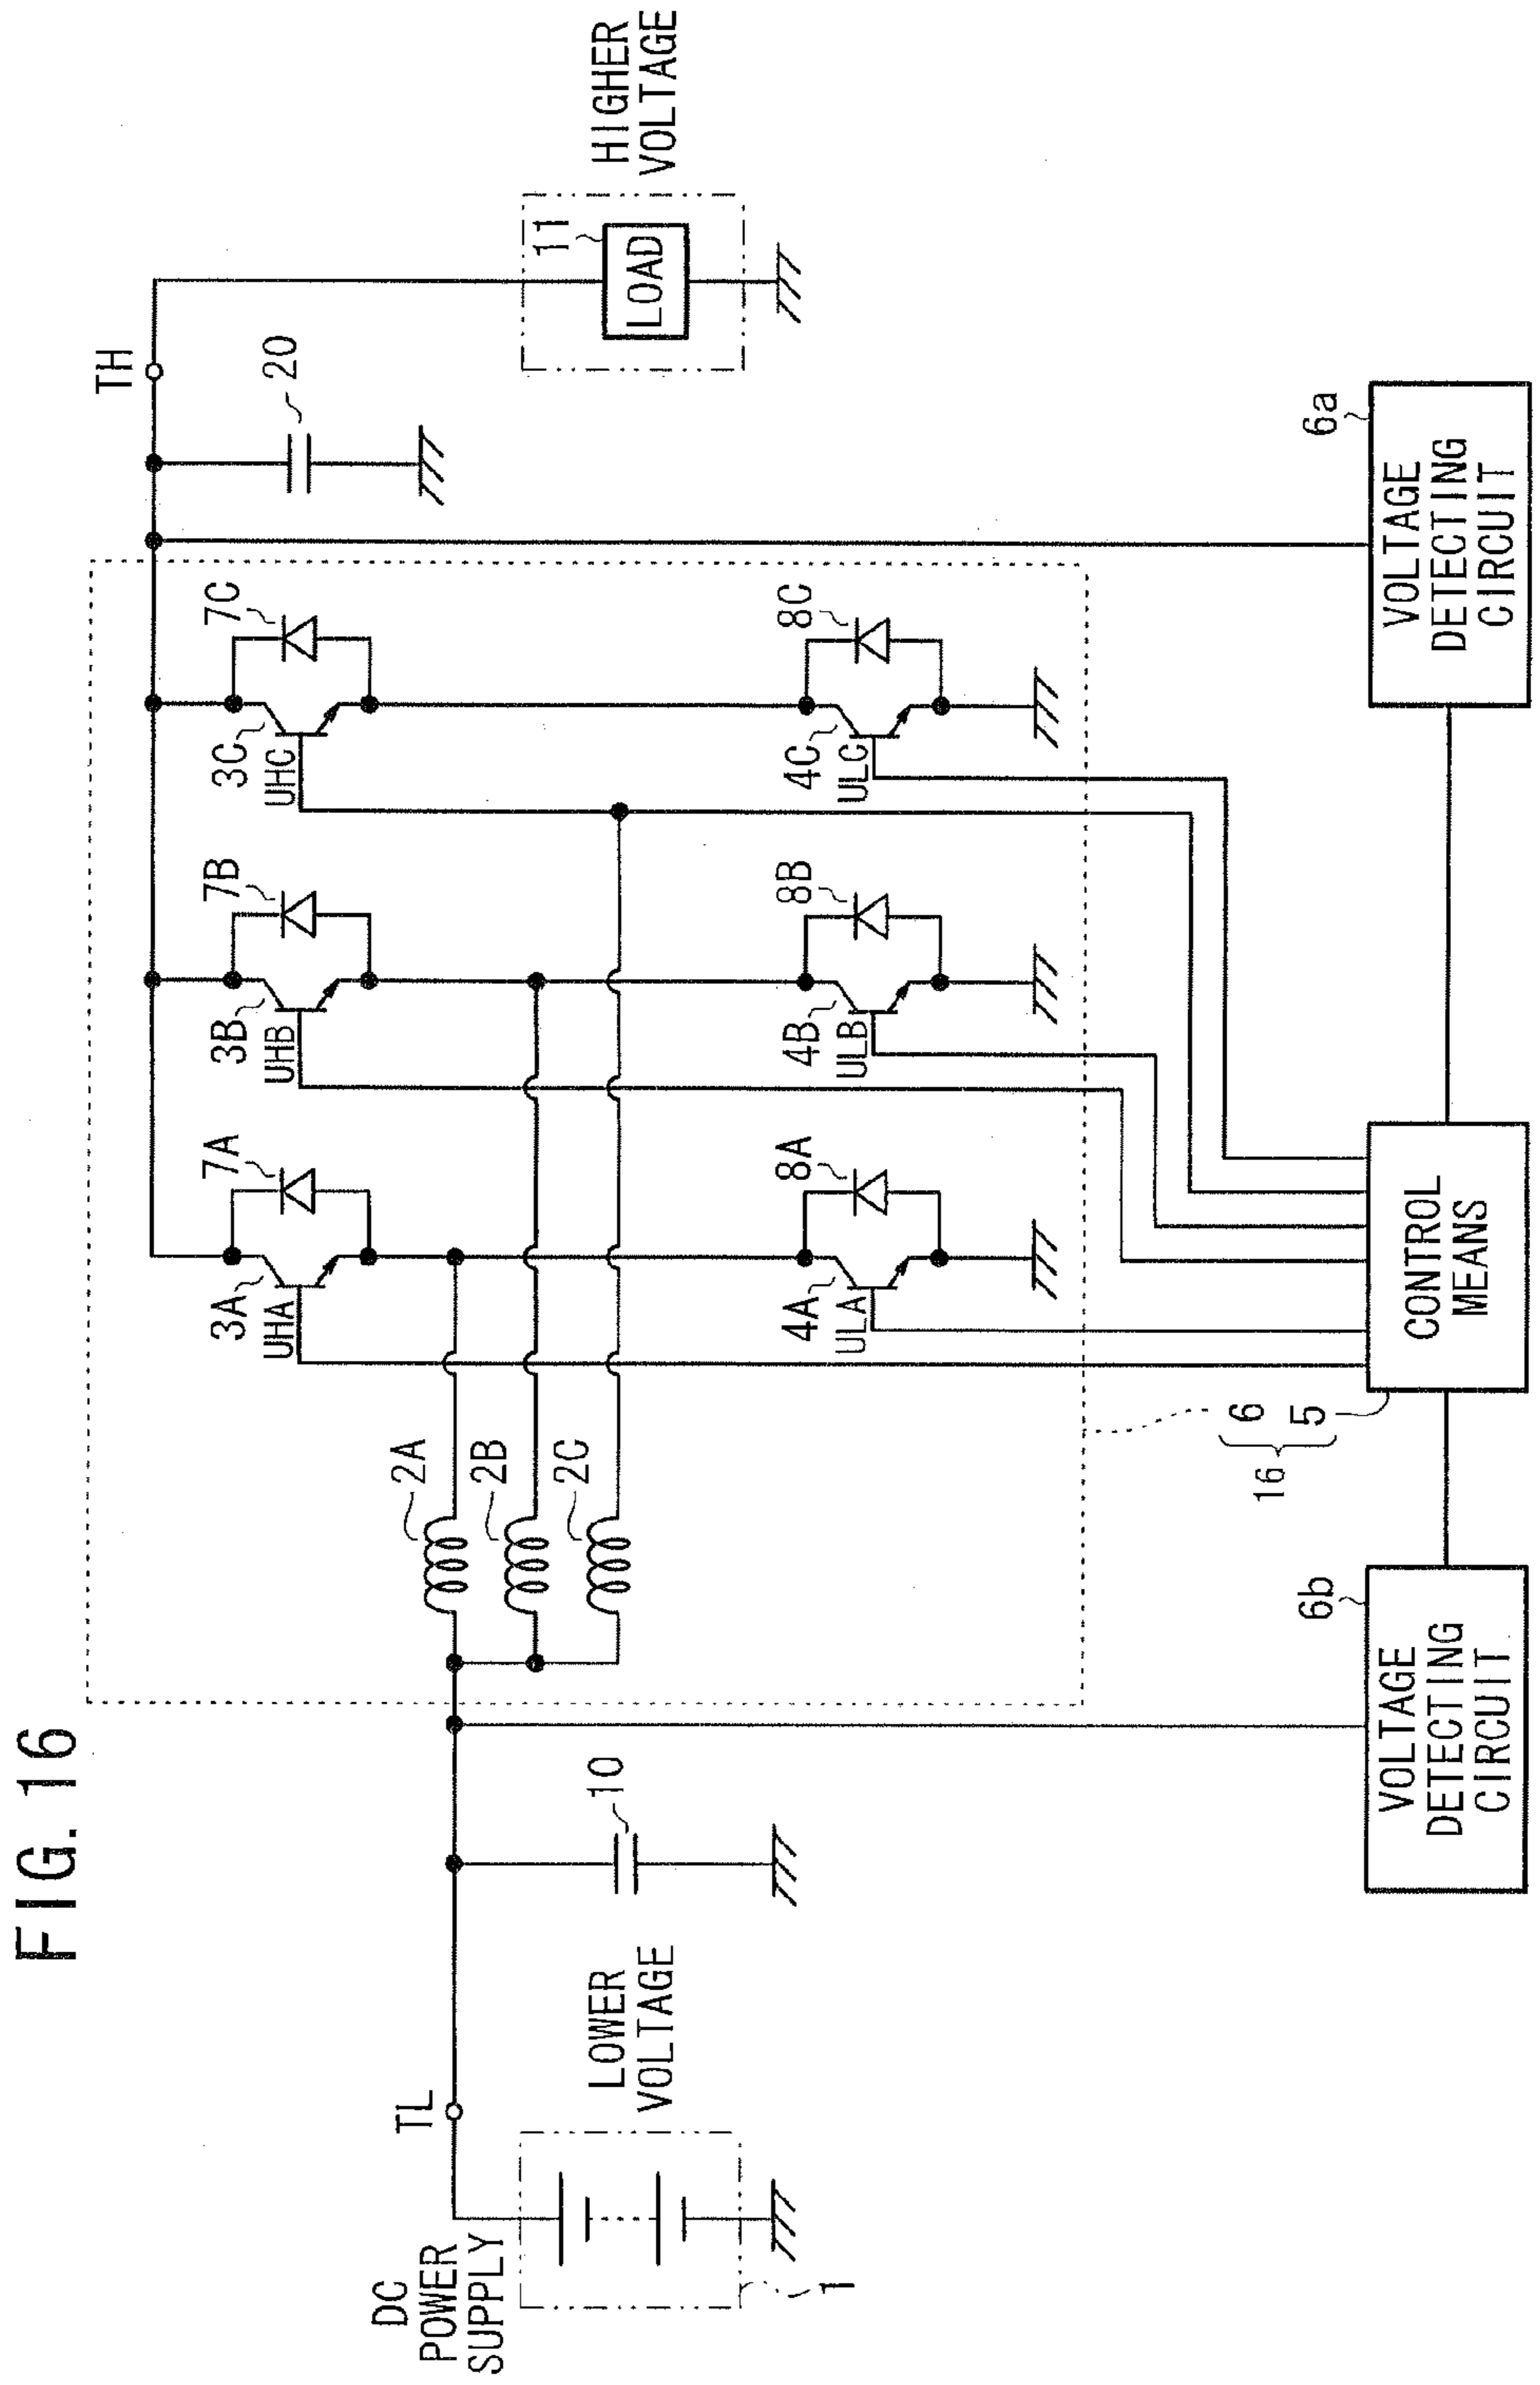 FIG. 16
TH
20
7A
7B
7C
3A
UHA
3B
UHB
3C
UHC
TL
DC
POWER
SUPPLY
1
LOWER
VOLTAGE
10
2A
2B
2C
11
LOAD
HIGHER
VOLTAGE
8A
8B
8C
4A
ULA
4B
ULB
4C
ULC
16
6
5
6b
VOLTAGE
DETECTING
CIRCUIT
CONTROL
MEANS
6a
VOLTAGE
DETECTING
CIRCUIT